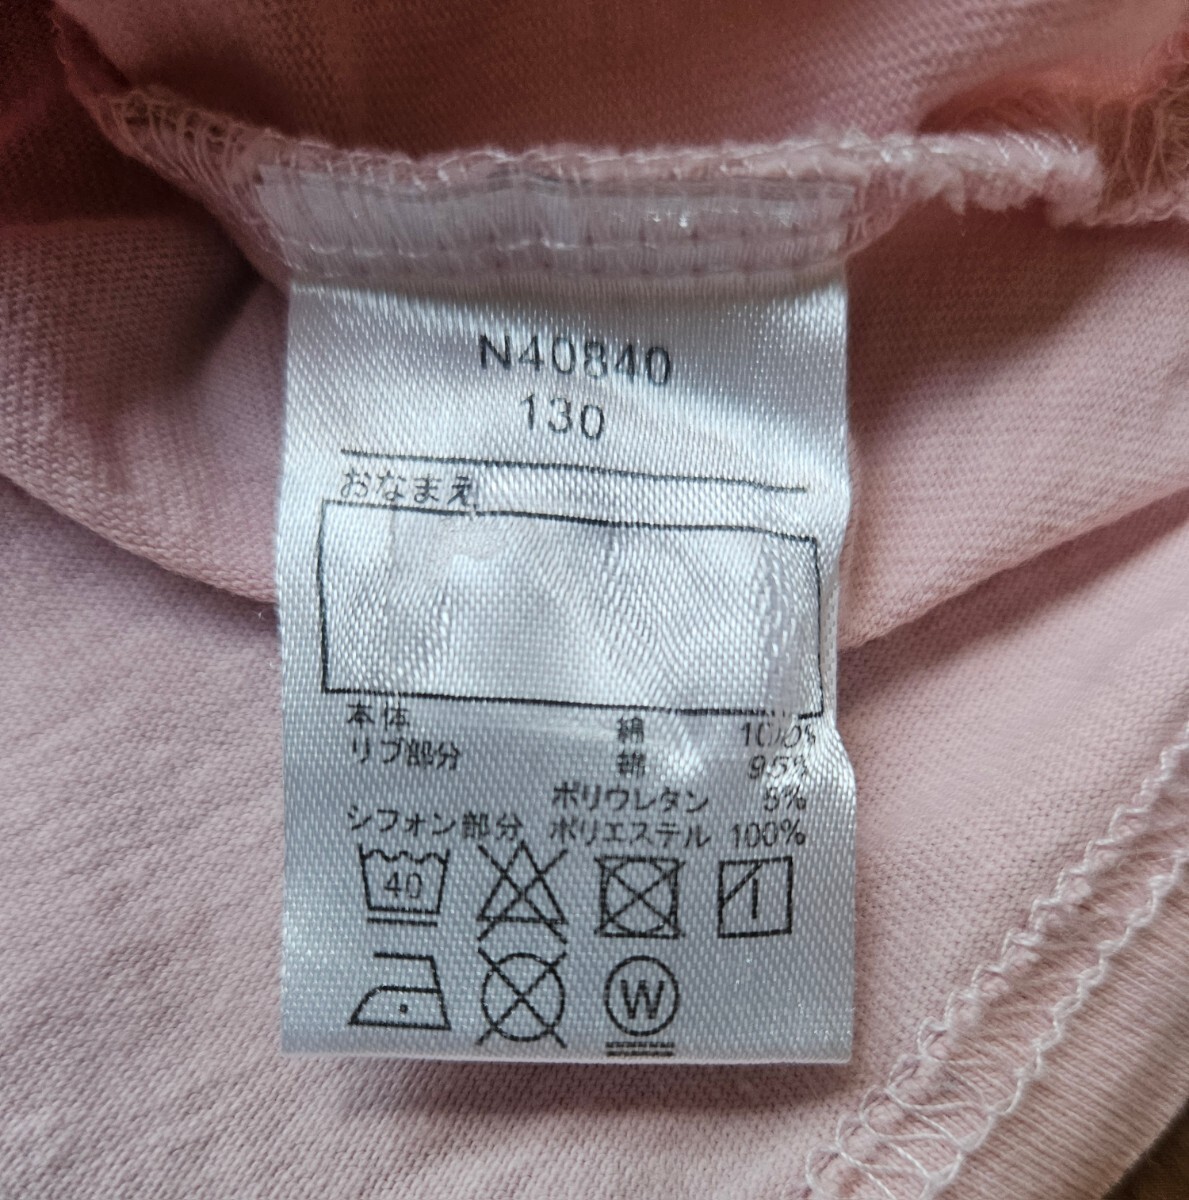 N40840
130
おなまえ
本体 綿 100%
リブ部分 綿 95%
ポリウレタン 5%
シフォン部分 ポリエステル 100%
40
W